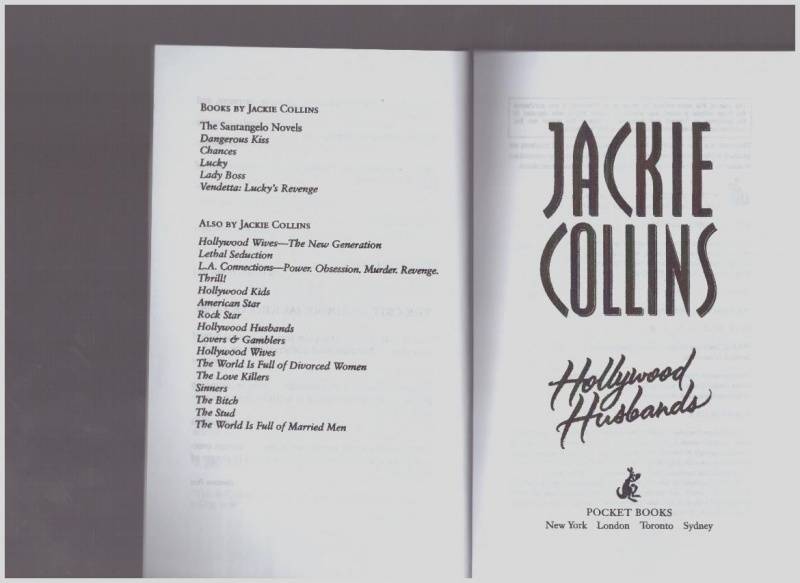 BOOKS BY JACKIE COLLINS
The Santangelo Novels
Dangerous Kiss
Chances
Lucky
Lady Boss
Vendetta: Lucky's Revenge
ALSO BY JACKIE COLLINS
Hollywood Wives—The New Generation
Lethal Seduction
L.A. Connections—Power, Obsession, Murder, Revenge.
Thrill!
Hollywood Kids
American Star
Rock Star
Hollywood Husbands
Lovers & Gamblers
Hollywood Wives
The World Is Full of Divorced Women
The Love Killers
Sinners
The Bitch
The Stud
The World Is Full of Married Men
JACKIE
COLLINS
Hollywood
Husbands
POCKET BOOKS
New York London Toronto Sydney